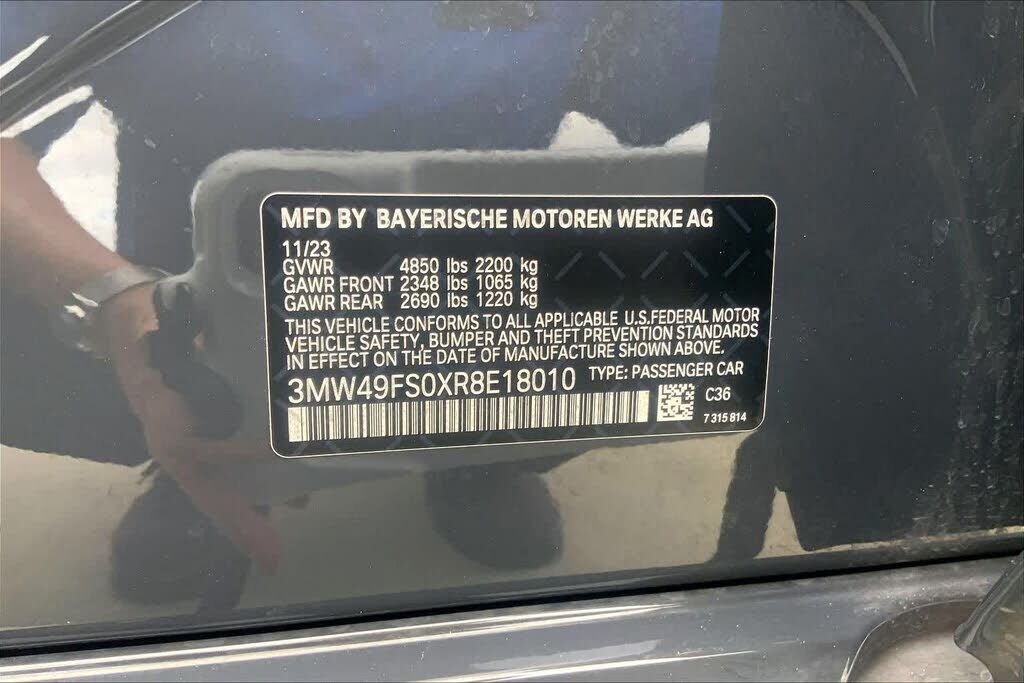 MFD BY BAYERISCHE MOTOREN WERKE AG
11/23
GVWR 4850 lbs 2200 kg
GAWR FRONT 2348 lbs 1065 kg
GAWR REAR 2690 lbs 1220 kg
THIS VEHICLE CONFORMS TO ALL APPLICABLE U.S.FEDERAL MOTOR
VEHICLE SAFETY, BUMPER AND THEFT PREVENTION STANDARDS
IN EFFECT ON THE DATE OF MANUFACTURE SHOWN ABOVE.
3MW49FS0XR8E18010 TYPE: PASSENGER CAR
C36
7 315 814